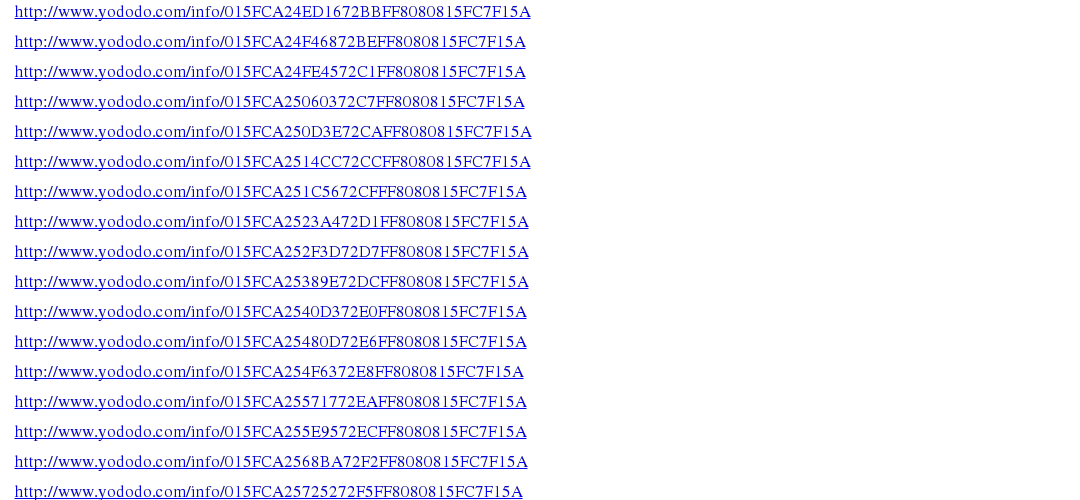 http://www.yododo.com/info/015FCA24ED1672BBFF8080815FC7F15A
http://www.yododo.com/info/015FCA24F46872BEFF8080815FC7F15A
http://www.yododo.com/info/015FCA24FE4572C1FF8080815FC7F15A
http://www.yododo.com/info/015FCA25060372C7FF8080815FC7F15A
http://www.yododo.com/info/015FCA250D3E72CAFF8080815FC7F15A
http://www.yododo.com/info/015FCA2514CC72CCFF8080815FC7F15A
http://www.yododo.com/info/015FCA251C5672CFFF8080815FC7F15A
http://www.yododo.com/info/015FCA2523A472D1FF8080815FC7F15A
http://www.yododo.com/info/015FCA252F3D72D7FF8080815FC7F15A
http://www.yododo.com/info/015FCA25389E72DCFF8080815FC7F15A
http://www.yododo.com/info/015FCA2540D372E0FF8080815FC7F15A
http://www.yododo.com/info/015FCA25480D72E6FF8080815FC7F15A
http://www.yododo.com/info/015FCA254F6372E8FF8080815FC7F15A
http://www.yododo.com/info/015FCA25571772EAFF8080815FC7F15A
http://www.yododo.com/info/015FCA255E9572ECFF8080815FC7F15A
http://www.yododo.com/info/015FCA2568BA72F2FF8080815FC7F15A
http://www.yododo.com/info/015FCA25725272F5FF8080815FC7F15A